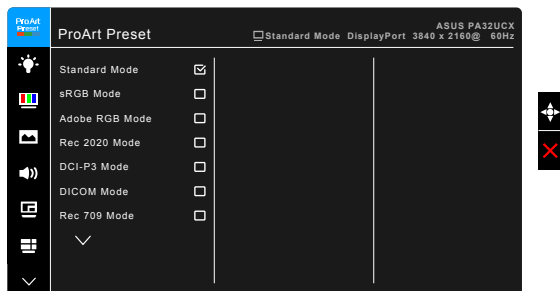 ProArt
Preset
ProArt Preset
ASUS PA32UCX
Standard Mode DisplayPort 3840 x 2160@ 60Hz
Standard Mode
sRGB Mode
Adobe RGB Mode
Rec 2020 Mode
DCI-P3 Mode
DICOM Mode
Rec 709 Mode